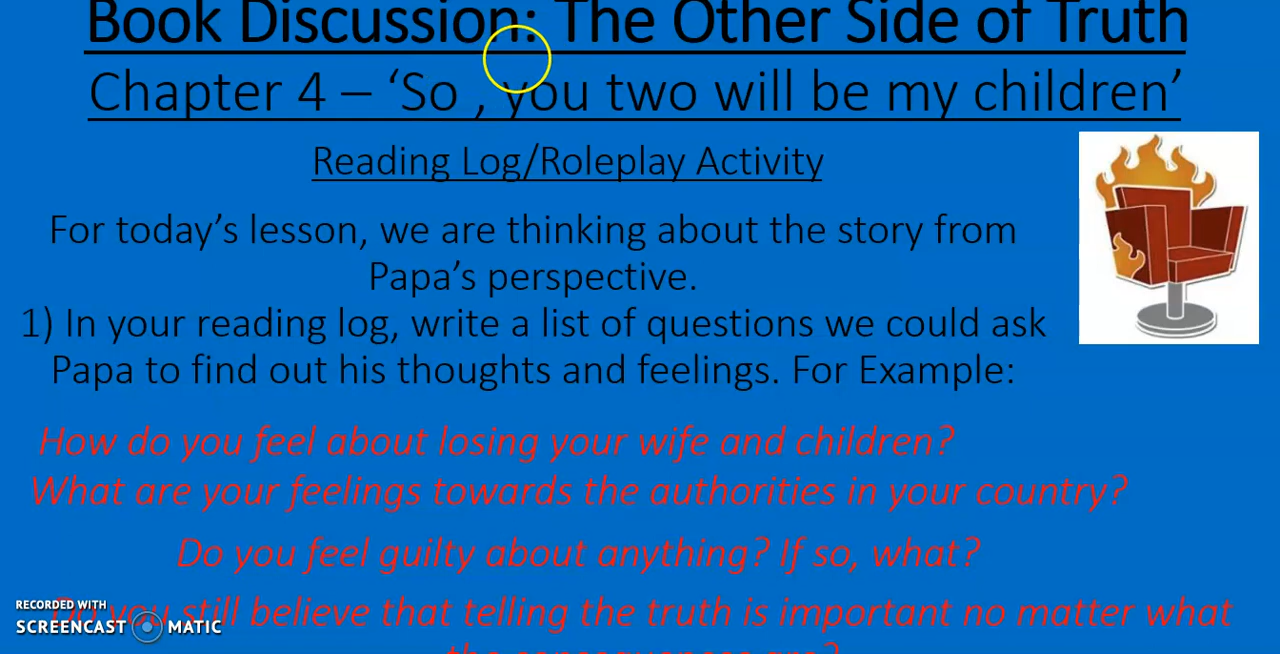 Book Discussion: The Other Side of Truth
Chapter 4 – ‘So , you two will be my children’
Reading Log/Roleplay Activity
For today’s lesson, we are thinking about the story from
Papa’s perspective.
1) In your reading log, write a list of questions we could ask
Papa to find out his thoughts and feelings. For Example:
How do you feel about losing your wife and children?
What are your feelings towards the authorities in your country?
Do you feel guilty about anything? If so, what?
Do you still believe that telling the truth is important no matter what
the consequences are?
RECORDED WITH
SCREENCAST MATIC